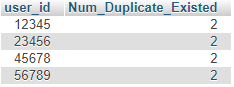 user_id Num_Duplicate_Existed
12345 2
23456 2
45678 2
56789 2